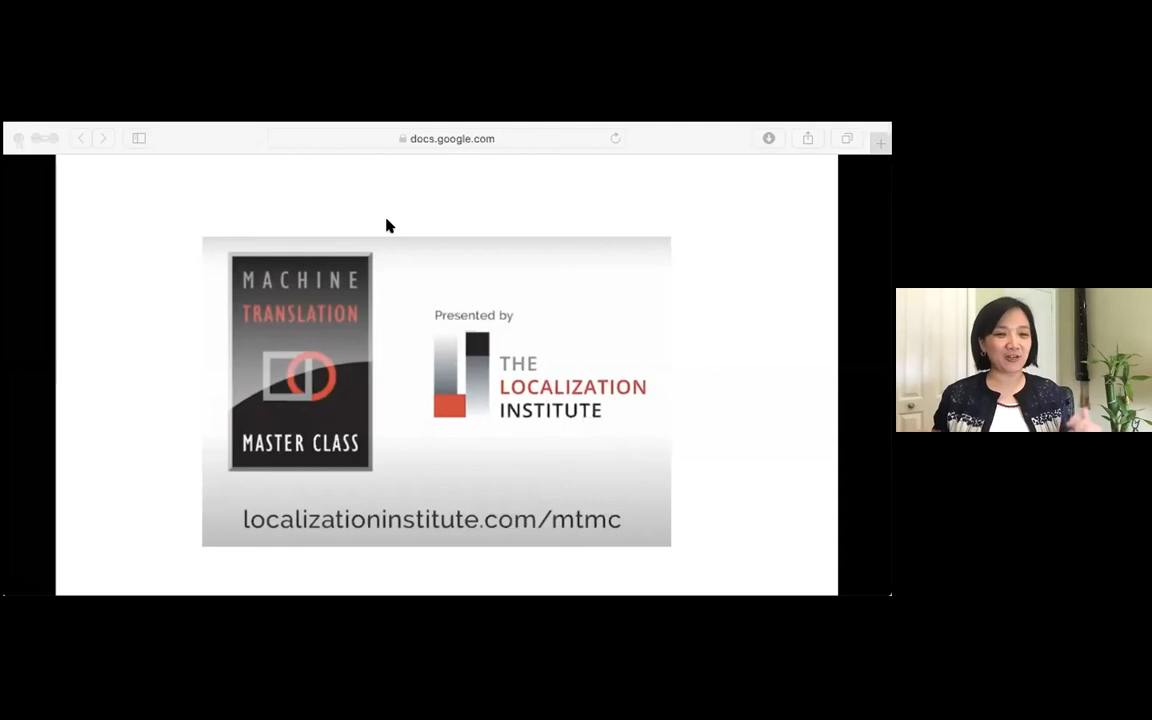 docs.google.com
MACHINE
TRANSLATION
MASTER CLASS
Presented by
THE
LOCALIZATION
INSTITUTE
localizationinstitute.com/mtmc